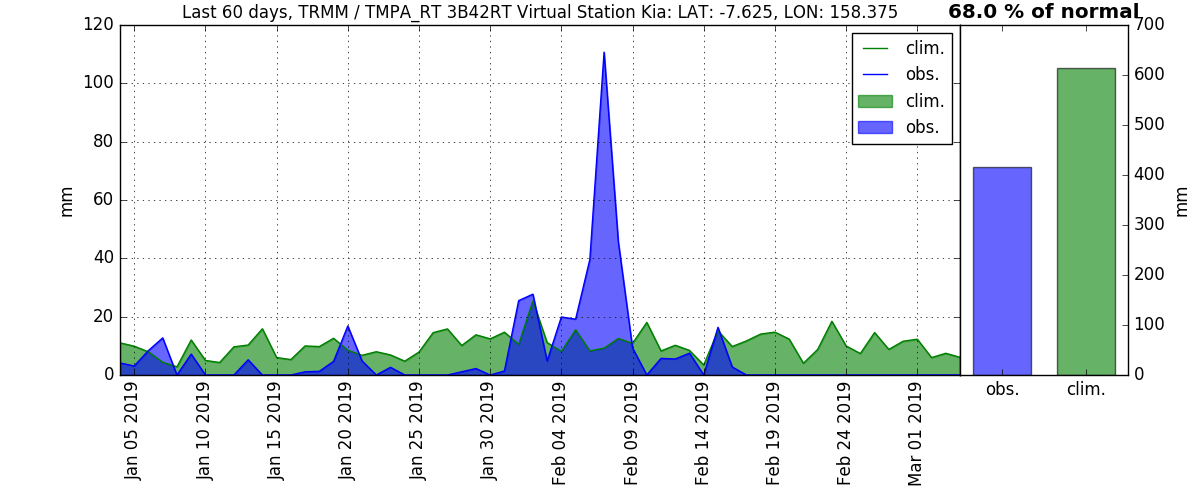 Last 60 days, TRMM / TMPA_RT 3B42RT Virtual Station Kia: LAT: -7.625, LON: 158.375
68.0 % of normal
120
100
80
60
40
20
0
mm
clim.
obs.
clim.
obs.
700
600
500
400
300
200
100
0
mm
Jan 05 2019
Jan 10 2019
Jan 15 2019
Jan 20 2019
Jan 25 2019
Jan 30 2019
Feb 04 2019
Feb 09 2019
Feb 14 2019
Feb 19 2019
Feb 24 2019
Mar 01 2019
obs.
clim.